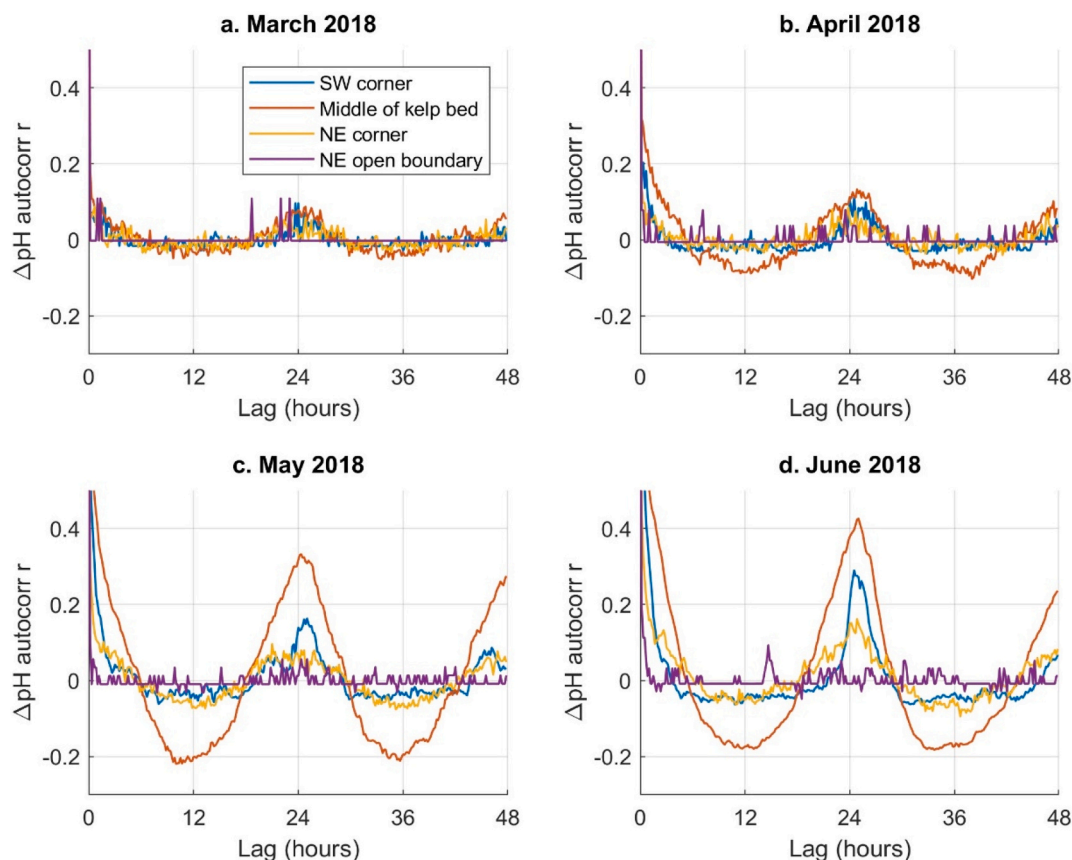 a. March 2018
ΔpH autocorr r
0.4
0.2
0
-0.2
0
12
24
36
48
Lag (hours)
SW corner
Middle of kelp bed
NE corner
NE open boundary
b. April 2018
ΔpH autocorr r
0.4
0.2
0
-0.2
0
12
24
36
48
Lag (hours)
c. May 2018
ΔpH autocorr r
0.4
0.2
0
-0.2
0
12
24
36
48
Lag (hours)
d. June 2018
ΔpH autocorr r
0.4
0.2
0
-0.2
0
12
24
36
48
Lag (hours)